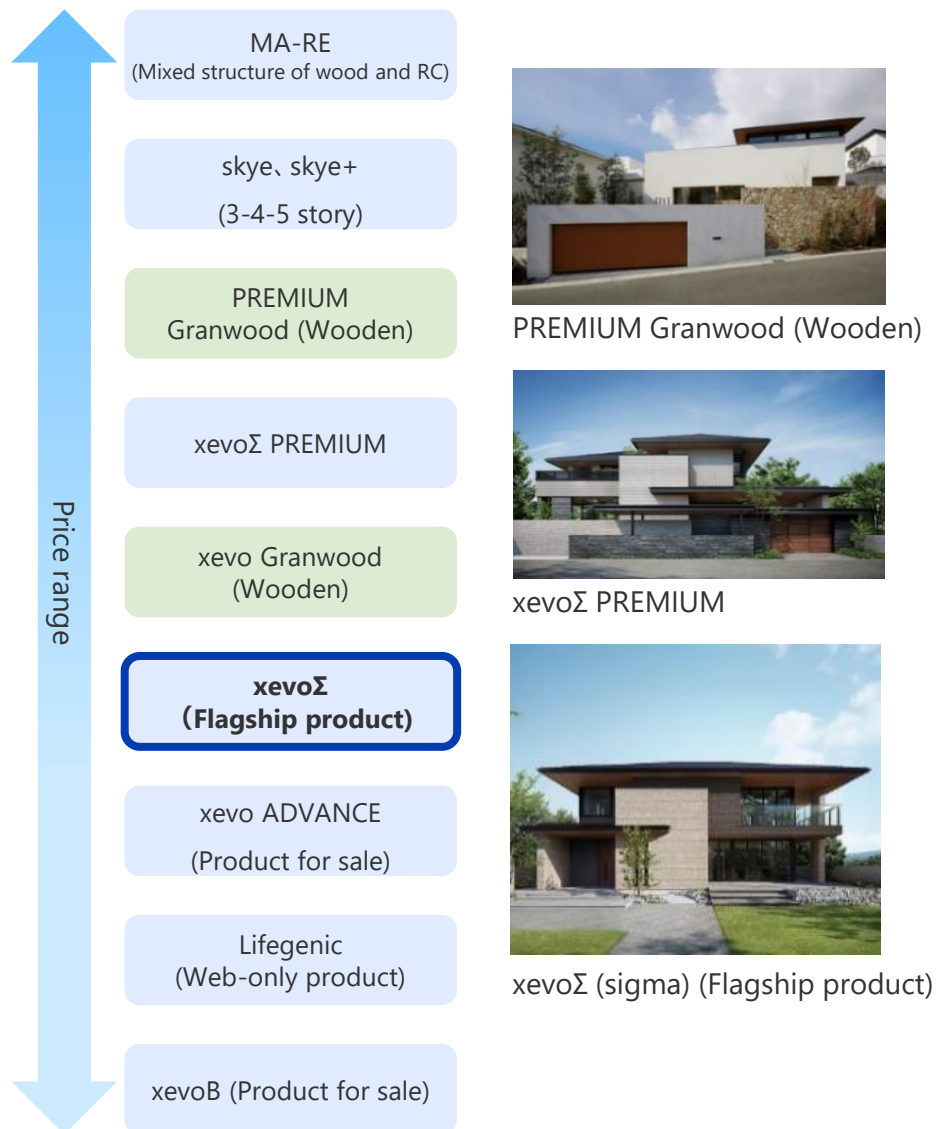 MA-RE
(Mixed structure of wood and RC)
skye、skye+
(3-4-5 story)
PREMIUM
Granwood (Wooden)
xevoΣ PREMIUM
xevo Granwood
(Wooden)
xevoΣ
（Flagship product)
xevo ADVANCE
(Product for sale)
Lifegenic
(Web-only product)
xevoB (Product for sale)
Price range
PREMIUM Granwood (Wooden)
xevoΣ PREMIUM
xevoΣ (sigma) (Flagship product)